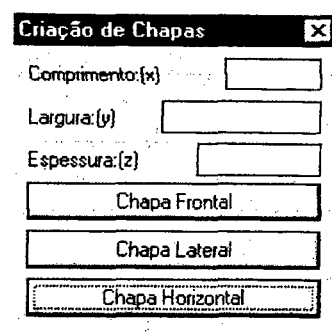 Criação de Chapas
Comprimento:(x)
Largura:(y)
Espessura:(z)
Chapa Frontal
Chapa Lateral
Chapa Horizontal